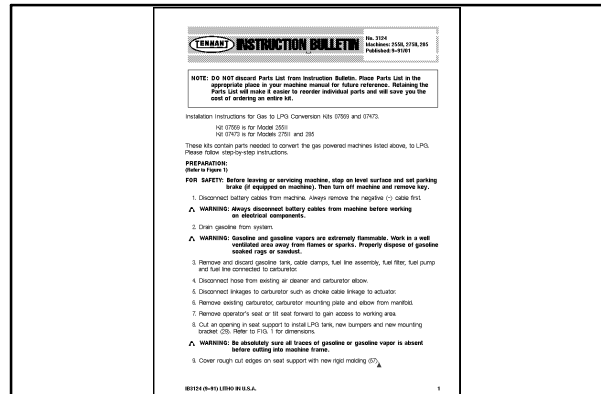 TENNANT INSTRUCTION BULLETIN
No. 3124
Machines: 255II, 275II, 285
Published: 9-91/01
NOTE: DO NOT discard Parts List from Instruction Bulletin. Place Parts List in the
appropriate place in your machine manual for future reference. Retaining the
Parts List will make it easier to reorder individual parts and will save you the
cost of ordering an entire kit.
Installation Instructions for Gas to LPG Conversion Kits 07569 and 07473.
Kit 07569 is for Model 255II
Kit 07473 is for Models 275II and 285
These kits contain parts needed to convert the gas powered machines listed above, to LPG.
Please follow step-by-step instructions.
PREPARATION:
(Refer to Figure 1)
FOR SAFETY: Before leaving or servicing machine, stop on level surface and set parking
brake (if equipped on machine). Then turn off machine and remove key.
1. Disconnect battery cables from machine. Always remove the negative (-) cable first.
WARNING: Always disconnect battery cables from machine before working
on electrical components.
2. Drain gasoline from system.
WARNING: Gasoline and gasoline vapors are extremely flammable. Work in a well
ventilated area away from flames or sparks. Properly dispose of gasoline
soaked rags or sawdust.
3. Remove and discard gasoline tank, cable clamps, fuel line assembly, fuel filter, fuel pump
and fuel line connected to carburetor.
4. Disconnect hose from existing air cleaner and carburetor elbow.
5. Disconnect linkages to carburetor such as choke cable linkage to actuator.
6. Remove existing carburetor, carburetor mounting plate and elbow from manifold.
7. Remove operator's seat or tilt seat forward to gain access to working area.
8. Cut an opening in seat support to install LPG tank, new bumpers and new mounting
bracket (29). Refer to FIG. 1 for dimensions.
WARNING: Be absolutely sure all traces of gasoline or gasoline vapor is absent
before cutting into machine frame.
9. Cover rough cut edges on seat support with new rigid molding (57).
IB3124 (9-91) LITHO IN U.S.A.
1